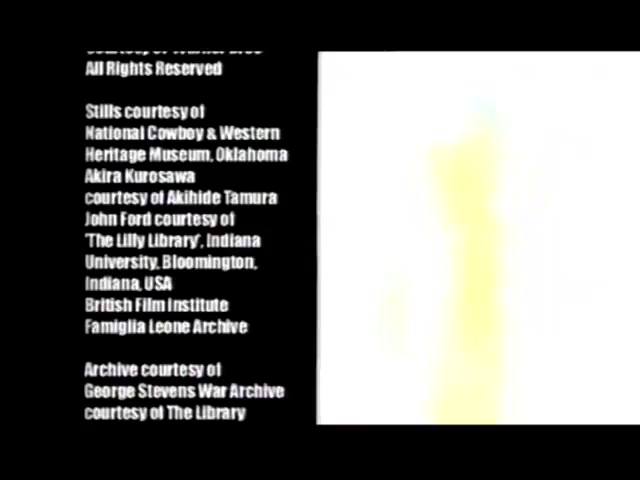 All Rights Reserved
Stills courtesy of
National Cowboy & Western
Heritage Museum, Oklahoma
Akira Kurosawa
courtesy of Akihide Tamura
John Ford courtesy of
'The Lilly Library', Indiana
University, Bloomington,
Indiana, USA
British Film Institute
Famiglia Leone Archive
Archive courtesy of
George Stevens War Archive
courtesy of The Library